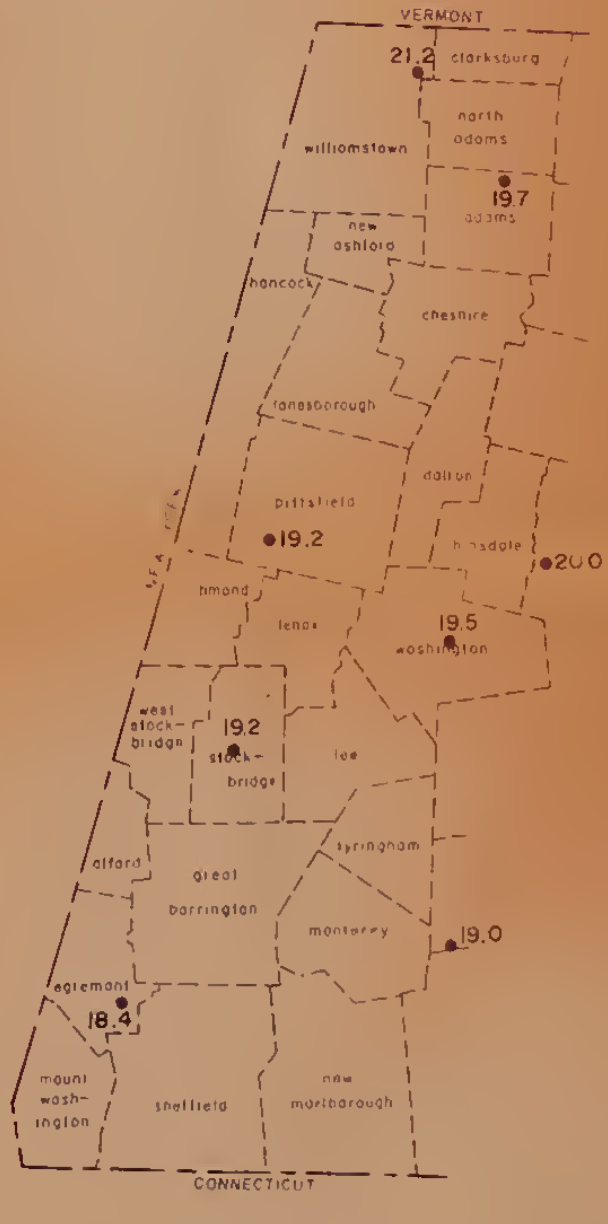 VERMONT
21.2
clarksburg
north
adams
williamstown
19.7
adams
new
ashford
hancock
cheshire
lanesborough
dalton
pittsfield
19.2
hinsdale
20.0
hmond
lenox
19.5
washington
west
stock-
bridge
19.2
stock-
bridge
lee
tyringham
alford
great
barrington
monterey
19.0
egremont
18.4
mount
wash-
ington
sheffield
new
marlborough
CONNECTICUT